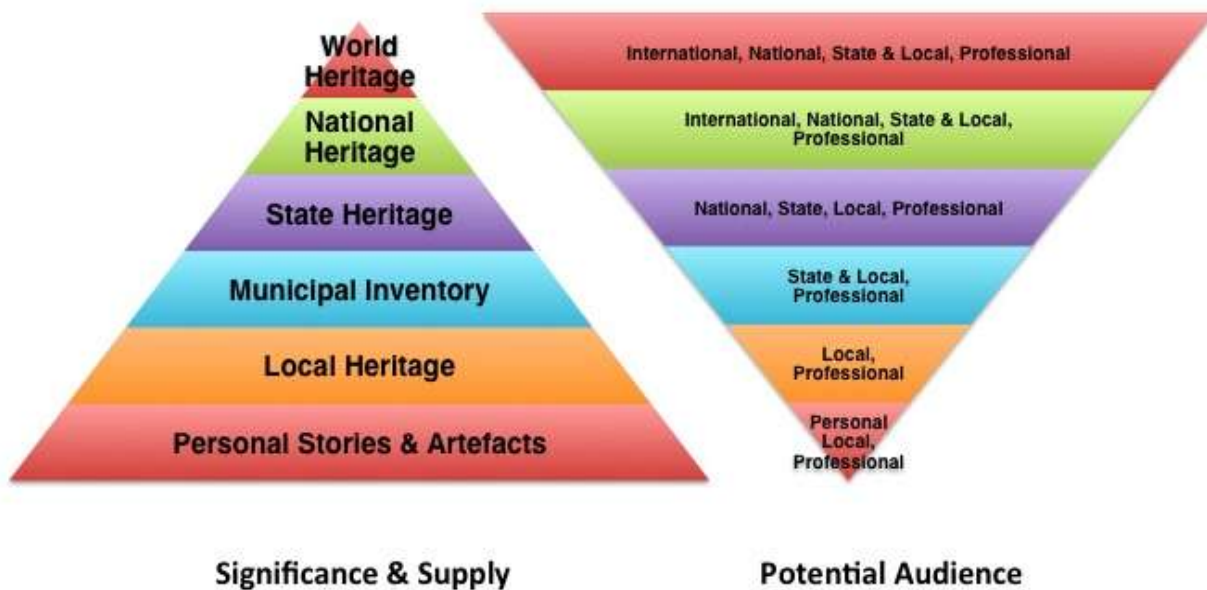 World
Heritage
National
Heritage
State Heritage
Municipal Inventory
Local Heritage
Personal Stories & Artefacts
Significance & Supply
International, National, State & Local, Professional
International, National, State & Local,
Professional
National, State, Local, Professional
State & Local,
Professional
Local,
Professional
Personal
Local,
Professional
Potential Audience